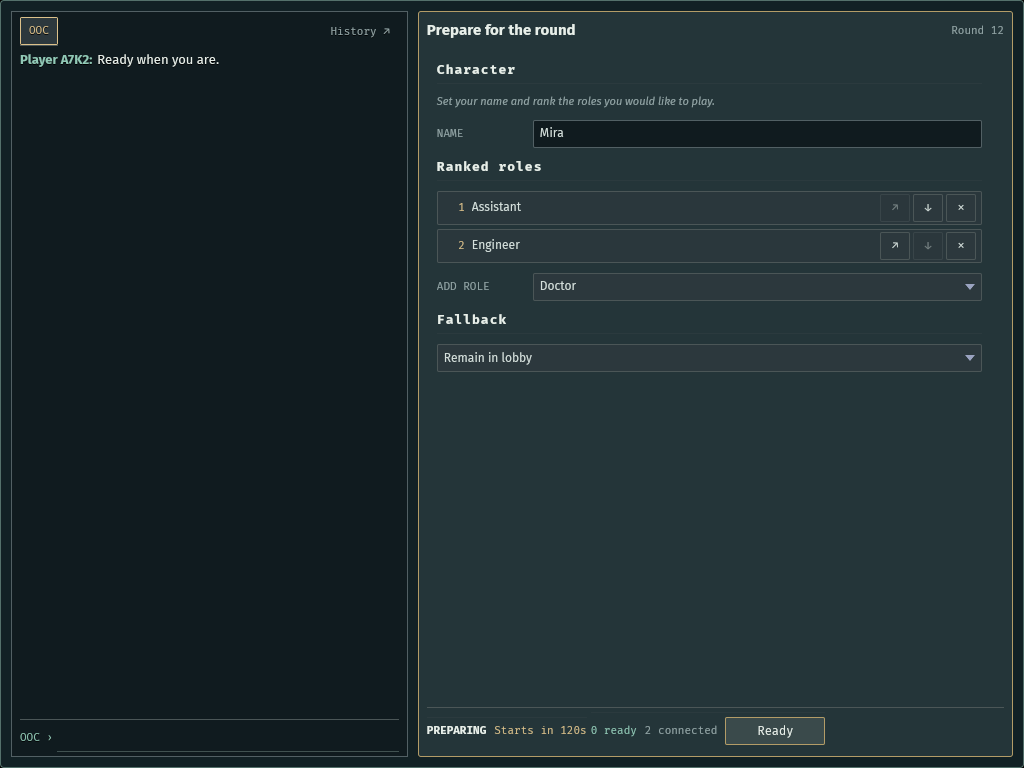 OOC
History ↗
Player A7K2: Ready when you are.
OOC ›
Prepare for the round
Round 12
Character
Set your name and rank the roles you would like to play.
NAME Mira
Ranked roles
1 Assistant ↗ ↓ ×
2 Engineer ↗ ↓ ×
ADD ROLE Doctor
Fallback
Remain in lobby
PREPARING Starts in 120s 0 ready 2 connected Ready